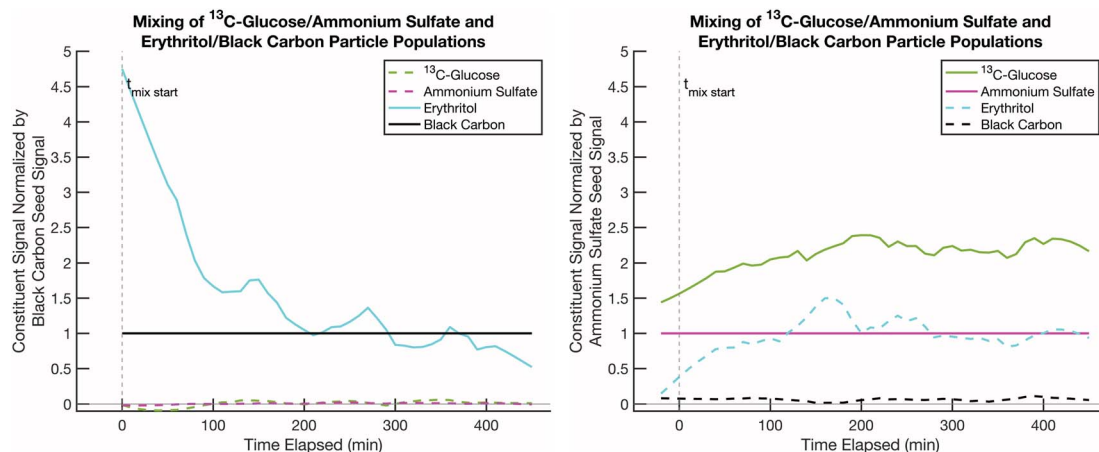 Mixing of ¹³C-Glucose/Ammonium Sulfate and
Erythritol/Black Carbon Particle Populations
Constituent Signal Normalized by
Black Carbon Seed Signal
5
4.5
4
3.5
3
2.5
2
1.5
1
0.5
0
t mix start
¹³C-Glucose
Ammonium Sulfate
Erythritol
Black Carbon
0 100 200 300 400
Time Elapsed (min)
Mixing of ¹³C-Glucose/Ammonium Sulfate and
Erythritol/Black Carbon Particle Populations
Constituent Signal Normalized by
Ammonium Sulfate Seed Signal
5
4.5
4
3.5
3
2.5
2
1.5
1
0.5
0
t mix start
¹³C-Glucose
Ammonium Sulfate
Erythritol
Black Carbon
0 100 200 300 400
Time Elapsed (min)